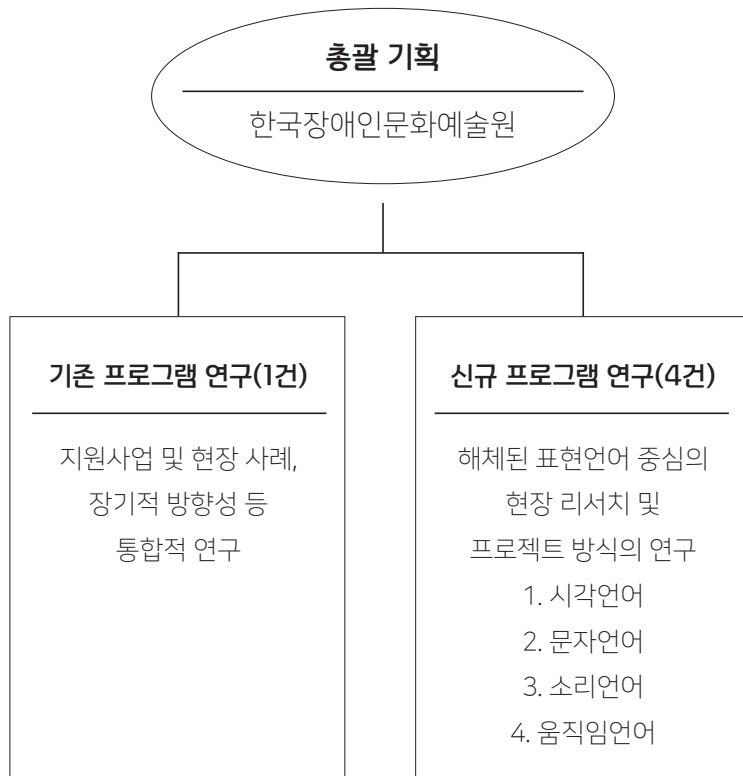 총괄 기획
한국장애인문화예술원
기존 프로그램 연구(1건)
지원사업 및 현장 사례,
장기적 방향성 등
통합적 연구
신규 프로그램 연구(4건)
해체된 표현언어 중심의
현장 리서치 및
프로젝트 방식의 연구
1. 시각언어
2. 문자언어
3. 소리언어
4. 움직임언어